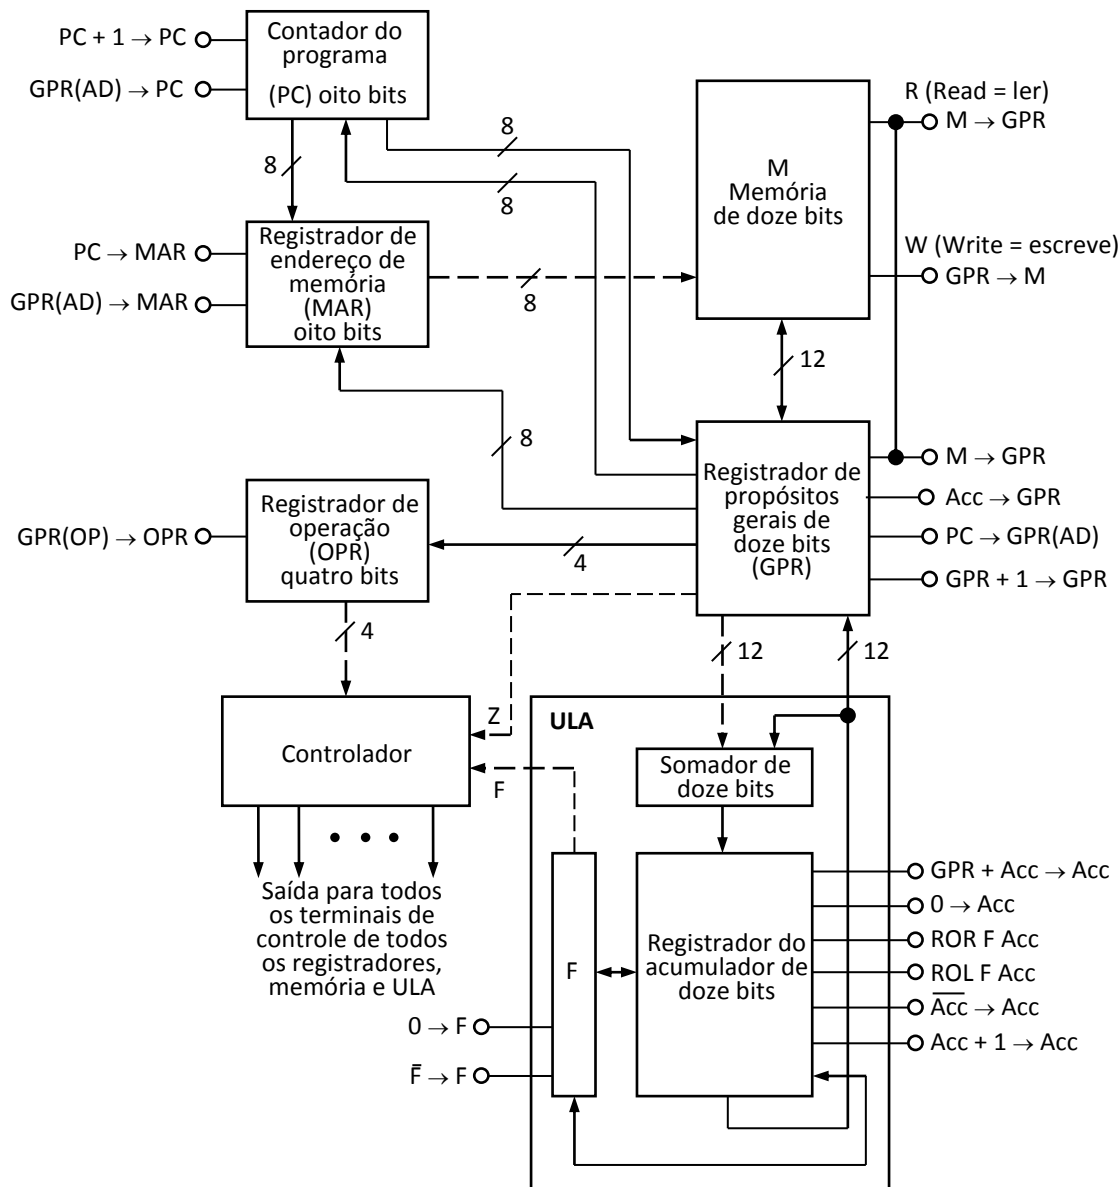 PC + 1 → PC
GPR(AD) → PC
Contador do
programa
(PC) oito bits
8
8
8
PC → MAR
GPR(AD) → MAR
Registrador de
endereço de
memória
(MAR)
oito bits
8
M
Memória
de doze bits
R (Read = ler)
M → GPR
W (Write = escreve)
GPR → M
12
8
GPR(OP) → OPR
Registrador de
operação
(OPR)
quatro bits
4
Registrador de
propósitos
gerais de
doze bits
(GPR)
M → GPR
Acc → GPR
PC → GPR(AD)
GPR + 1 → GPR
4
12
12
Controlador
Z
F
ULA
Somador de
doze bits
Saída para todos
os terminais de
controle de todos
os registradores,
memória e ULA
F
0 → F
F̄ → F
Registrador do
acumulador de
doze bits
GPR + Acc → Acc
0 → Acc
ROR F Acc
ROL F Acc
A̅c̅c̅ → Acc
Acc + 1 → Acc